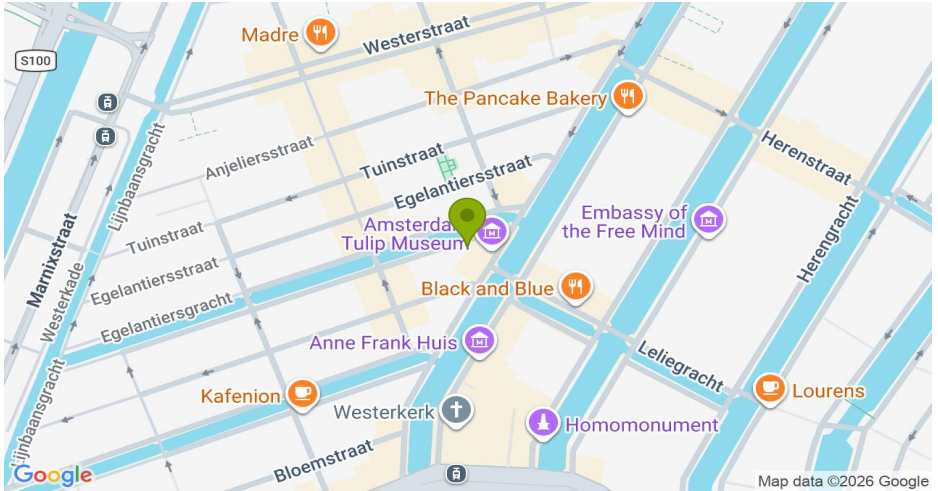 Madre
Westerstraat
S100
The Pancake Bakery
Anjeliersstraat
Tuinstraat
Herenstraat
Egelantiersstraat
Lijnbaansgracht
Amsterdam
Tulip Museum
Embassy of
the Free Mind
Tuinstraat
Marnixstraat
Westerkade
Egelantiersstraat
Herengracht
Black and Blue
Egelantiersgracht
Anne Frank Huis
Leliegracht
Kafenion
Westerkerk
Lourens
Lijnbaansgracht
Homomonument
Bloemstraat
Google
Map data ©2026 Google